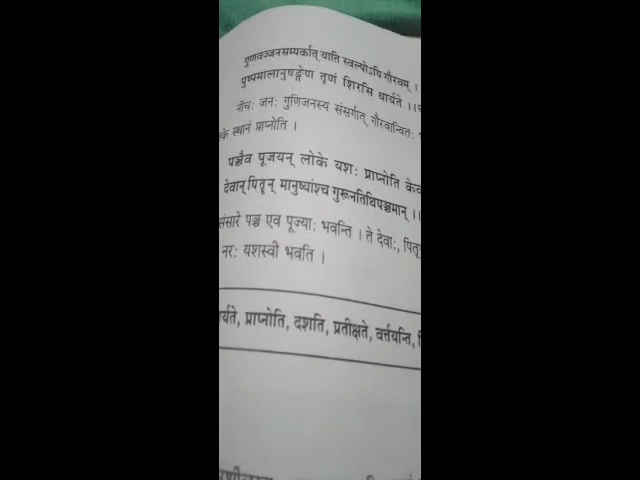 गुणवज्जनसम्पर्कात् याति स्वल्पोऽपि गौरवम् ।
पुष्पमालानुषङ्गेण तृणं शिरसि धार्यते ।।
नीचः जनः गुणिजनस्य संसर्गात् गौरवान्वितः
स्थानं प्राप्नोति ।
पञ्चैव पूजयन् लोके यशः प्राप्नोति
देवान् पितॄन् मानुष्यांश्च गुरूनतिथिपञ्चमान् ।।
संसारे पञ्च एव पूज्याः भवन्ति । ते देवाः,
नरः यशस्वी भवति ।
प्राप्नोति, दशति, प्रतीक्षते, वर्त्तयन्ति,